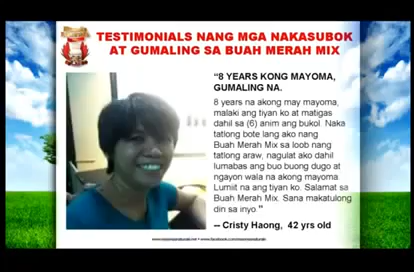 TESTIMONIALS NANG MGA NAKASUBOK
AT GUMALING SA BUAH MERAH MIX
“8 YEARS KONG MAYOMA,
GUMALING NA.
8 years na akong may mayoma,
malaki ang tiyan ko at matigas
dahil sa (6) anim ang bukol. Naka
tatlong bote lang ako nang
Buah Merah Mix sa loob nang
tatlong araw, nagulat ako dahil
lumabas ang buo buong dugo at
ngayon wala na akong mayoma.
Lumiit na ang tiyan ko. Salamat sa
Buah Merah Mix. Sana makatulong
din sa inyo.”
— Cristy Haong, 42 yrs old